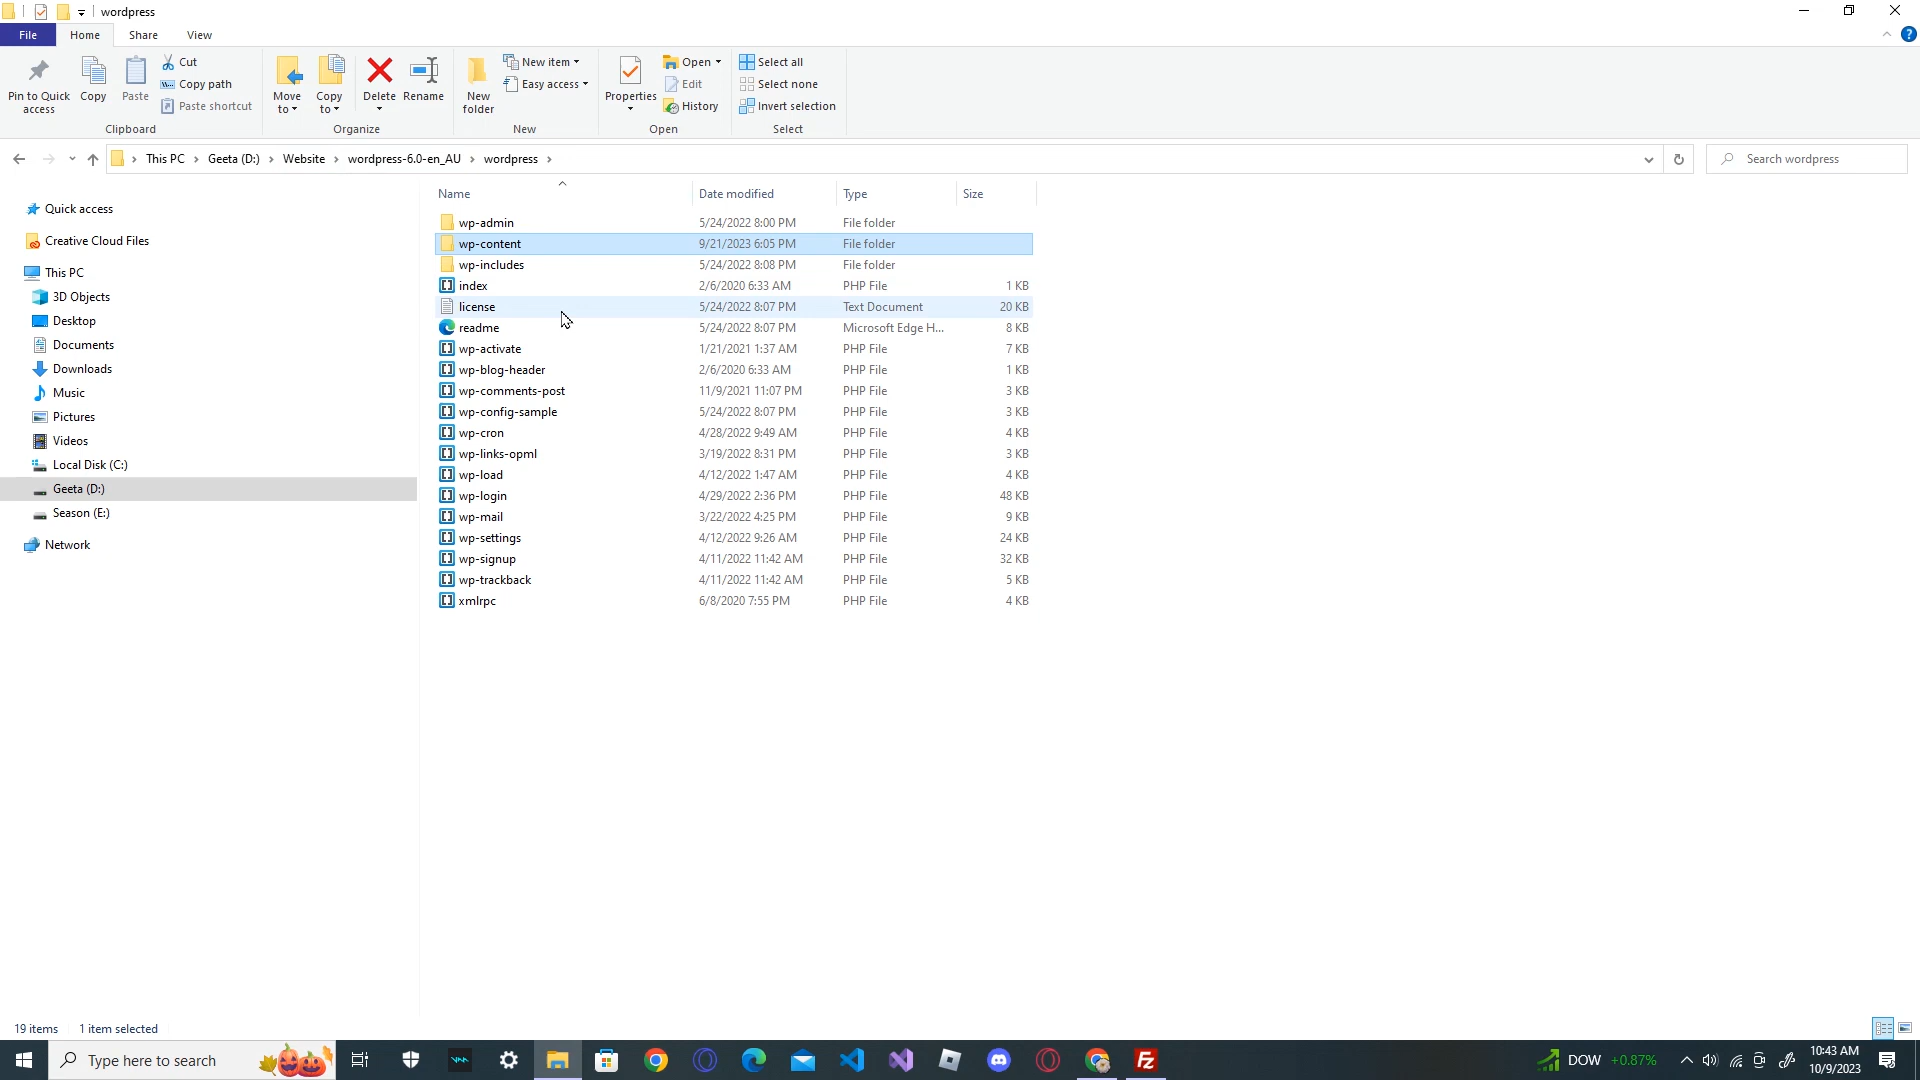 wordpress
File Home Share View
Pin to Quick access
Copy
Paste
Cut
Copy path
Paste shortcut
Clipboard
Move to
Copy to
Delete
Rename
Organize
New folder
New item
Easy access
New
Properties
Open
Edit
History
Open
Select all
Select none
Invert selection
Select
This PC Geeta (D:) Website wordpress-6.0-en_AU wordpress
Search wordpress
Quick access
Creative Cloud Files
This PC
3D Objects
Desktop
Documents
Downloads
Music
Pictures
Videos
Local Disk (C:)
Geeta (D:)
Season (E:)
Network
Name Date modified Type Size
wp-admin 5/24/2022 8:00 PM File folder
wp-content 9/21/2023 6:05 PM File folder
wp-includes 5/24/2022 8:08 PM File folder
index 2/6/2020 6:33 AM PHP File 1 KB
license 5/24/2022 8:07 PM Text Document 20 KB
readme 5/24/2022 8:07 PM Microsoft Edge H... 8 KB
wp-activate 1/21/2021 1:37 AM PHP File 7 KB
wp-blog-header 2/6/2020 6:33 AM PHP File 1 KB
wp-comments-post 11/9/2021 11:07 PM PHP File 3 KB
wp-config-sample 5/24/2022 8:07 PM PHP File 3 KB
wp-cron 4/28/2022 9:49 AM PHP File 4 KB
wp-links-opml 3/19/2022 8:31 PM PHP File 3 KB
wp-load 4/12/2022 1:47 AM PHP File 4 KB
wp-login 4/29/2022 2:36 PM PHP File 48 KB
wp-mail 3/22/2022 4:25 PM PHP File 9 KB
wp-settings 4/12/2022 9:26 AM PHP File 24 KB
wp-signup 4/11/2022 11:42 AM PHP File 32 KB
wp-trackback 4/11/2022 11:42 AM PHP File 5 KB
xmlrpc 6/8/2020 7:55 PM PHP File 4 KB
19 items 1 item selected
Type here to search
DOW +0.87%
10:43 AM
10/9/2023